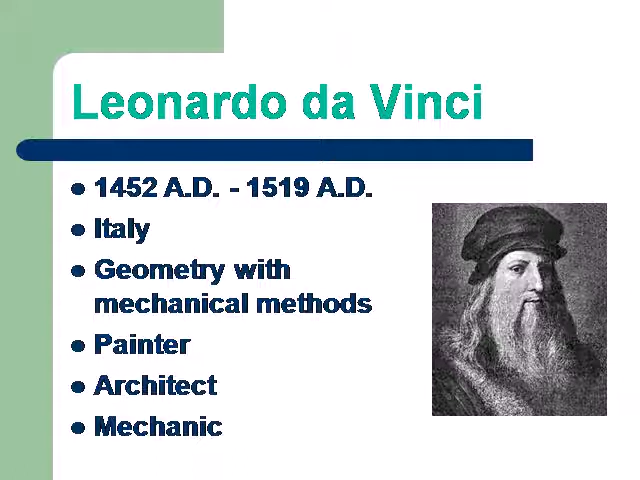 Leonardo da Vinci
1452 A.D. - 1519 A.D.
Italy
Geometry with
mechanical methods
Painter
Architect
Mechanic